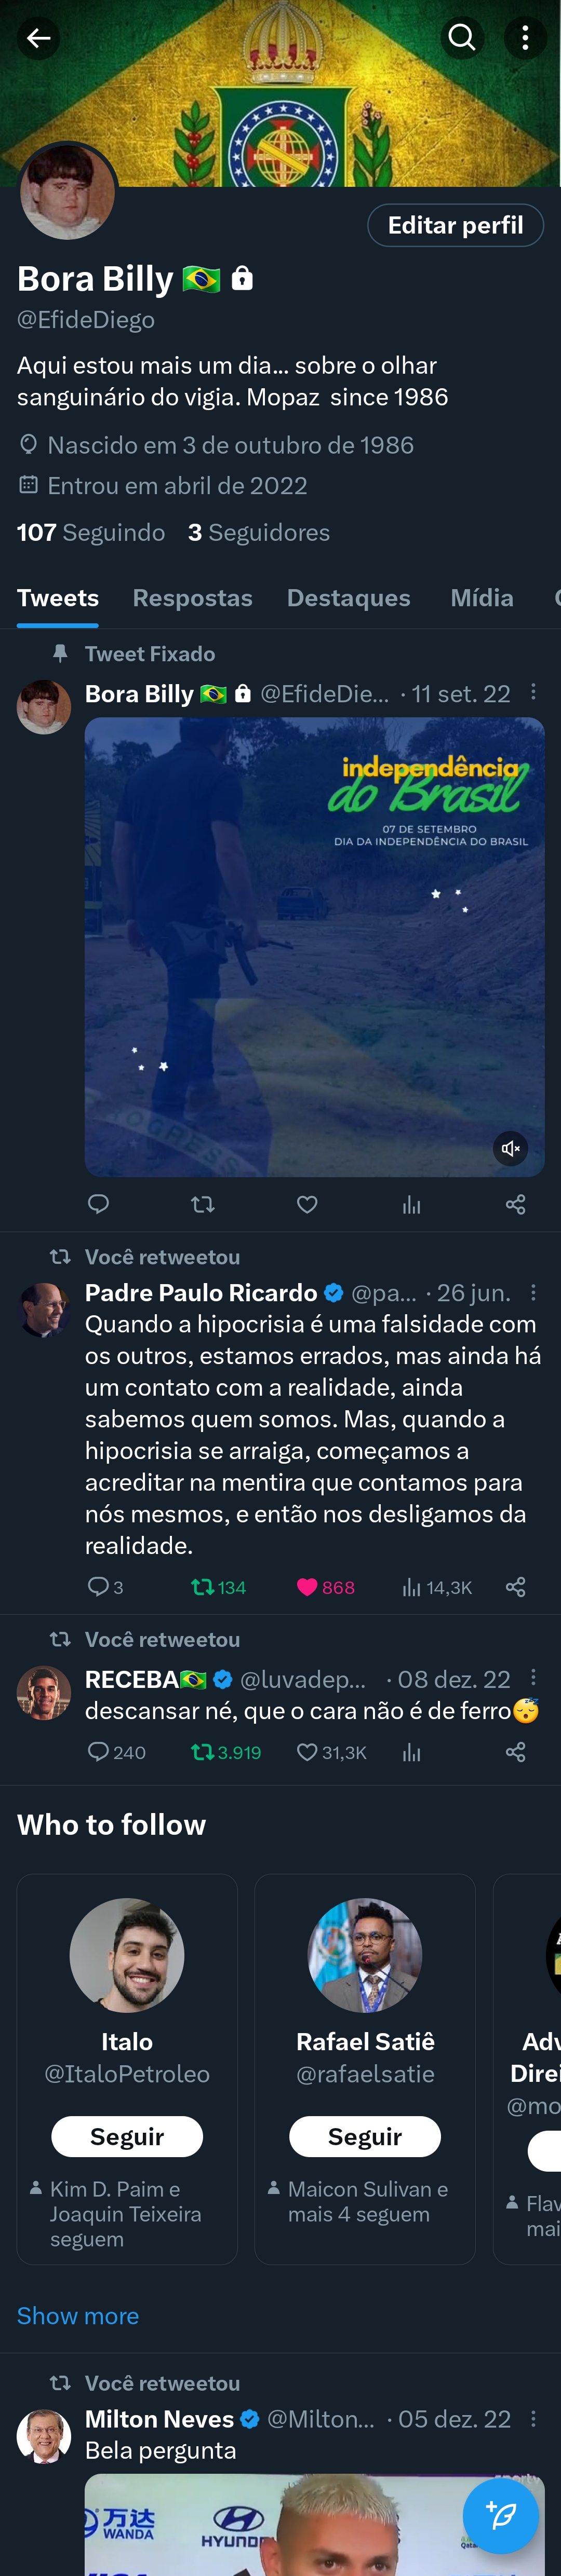 Editar perfil
Bora Billy 🇧🇷
@EfideDiego
Aqui estou mais um dia... sobre o olhar
sanguinário do vigia. Mopaz since 1986
Nascido em 3 de outubro de 1986
Entrou em abril de 2022
107 Seguindo 3 Seguidores
Tweets Respostas Destaques Mídia
Tweet Fixado
Bora Billy 🇧🇷 @EfideDie... · 11 set. 22
independência
do Brasil
07 DE SETEMBRO
DIA DA INDEPENDÊNCIA DO BRASIL
Você retweetou
Padre Paulo Ricardo @pa... · 26 jun.
Quando a hipocrisia é uma falsidade com
os outros, estamos errados, mas ainda há
um contato com a realidade, ainda
sabemos quem somos. Mas, quando a
hipocrisia se arraiga, começamos a
acreditar na mentira que contamos para
nós mesmos, e então nos desligamos da
realidade.
3 134 868 14,3K
Você retweetou
RECEBA🇧🇷 @luvadep... · 08 dez. 22
descansar né, que o cara não é de ferro😴
240 3.919 31,3K
Who to follow
Italo
@ItaloPetroleo
Seguir
Kim D. Paim e
Joaquin Teixeira
seguem
Rafael Satiê
@rafaelsatie
Seguir
Maicon Sulivan e
mais 4 seguem
Adv
Direi
@mo
Flav
mai
Show more
Você retweetou
Milton Neves @Milton... · 05 dez. 22
Bela pergunta
万达
WANDA
HYUNDAI